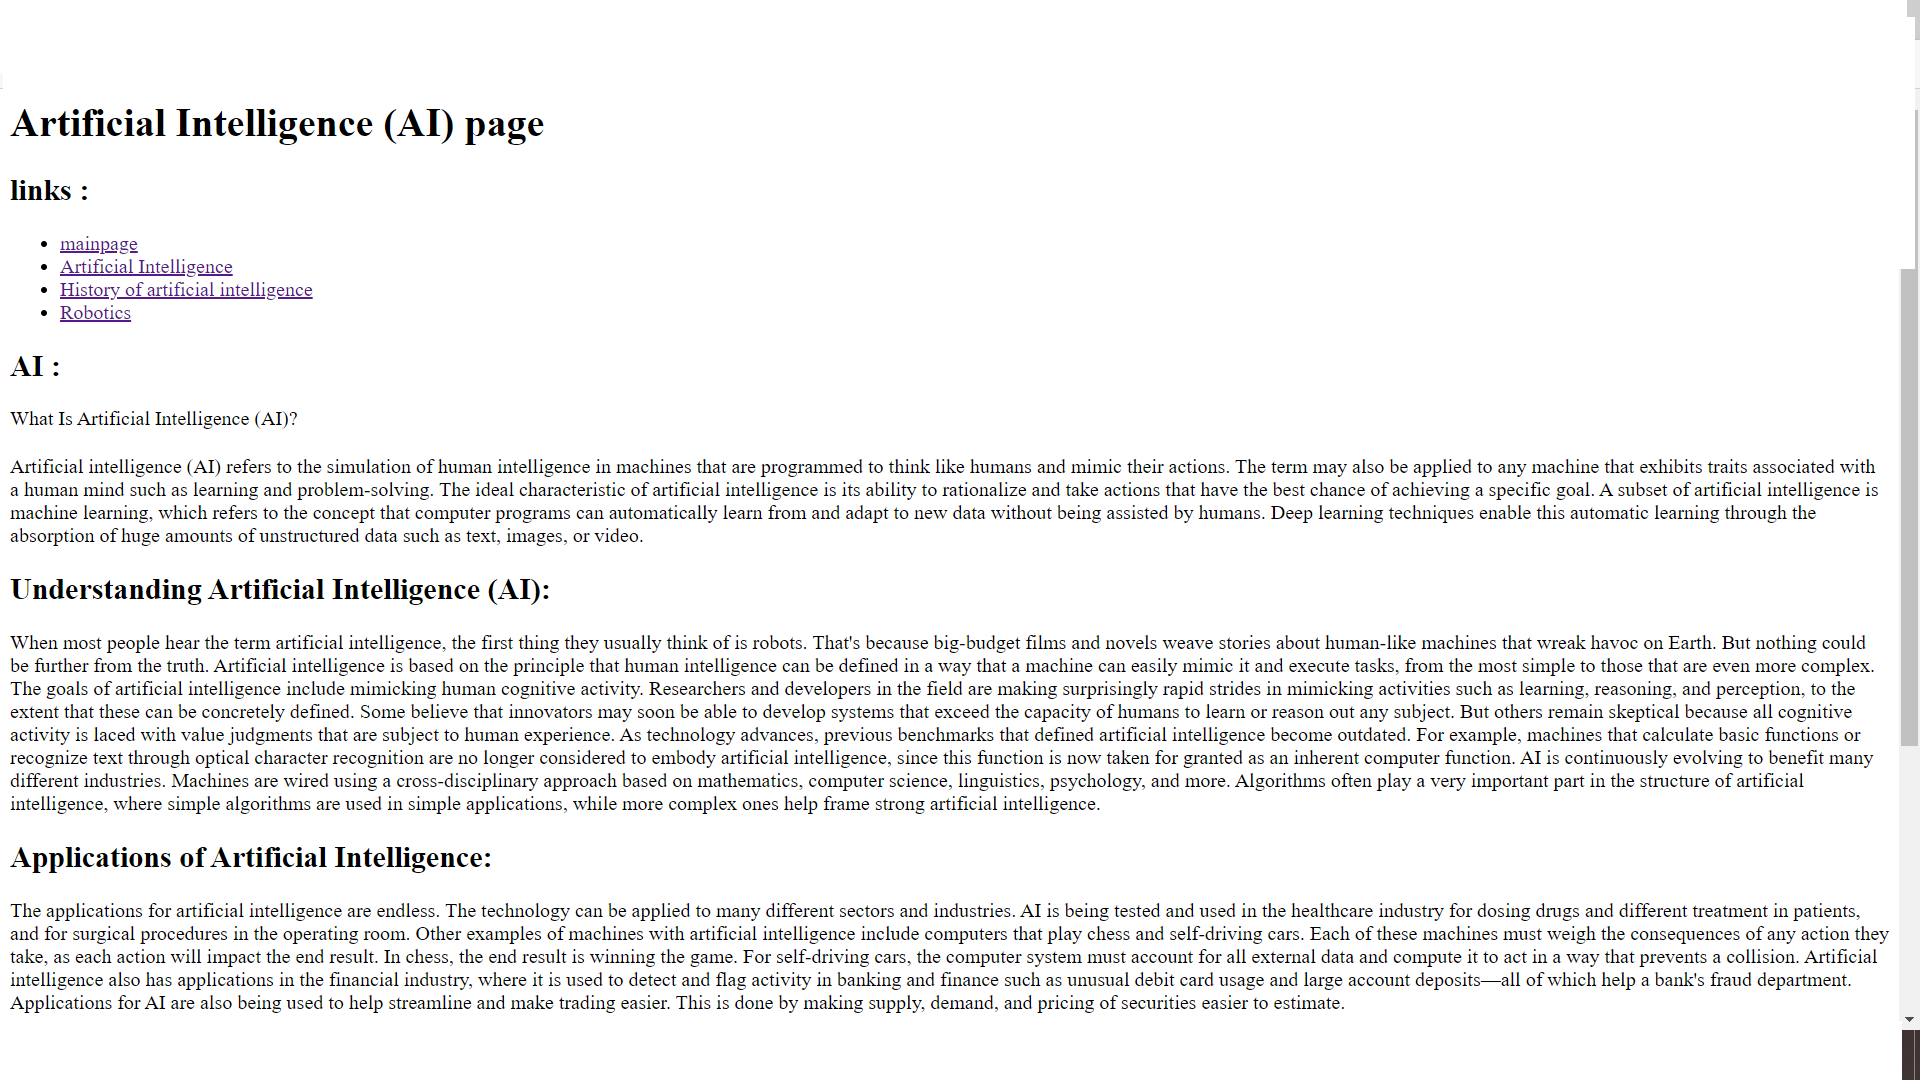 Artificial Intelligence (AI) page
links :
mainpage
Artificial Intelligence
History of artificial intelligence
Robotics
AI :
What Is Artificial Intelligence (AI)?
Artificial intelligence (AI) refers to the simulation of human intelligence in machines that are programmed to think like humans and mimic their actions. The term may also be applied to any machine that exhibits traits associated with
a human mind such as learning and problem-solving. The ideal characteristic of artificial intelligence is its ability to rationalize and take actions that have the best chance of achieving a specific goal. A subset of artificial intelligence is
machine learning, which refers to the concept that computer programs can automatically learn from and adapt to new data without being assisted by humans. Deep learning techniques enable this automatic learning through the
absorption of huge amounts of unstructured data such as text, images, or video.
Understanding Artificial Intelligence (AI):
When most people hear the term artificial intelligence, the first thing they usually think of is robots. That's because big-budget films and novels weave stories about human-like machines that wreak havoc on Earth. But nothing could
be further from the truth. Artificial intelligence is based on the principle that human intelligence can be defined in a way that a machine can easily mimic it and execute tasks, from the most simple to those that are even more complex.
The goals of artificial intelligence include mimicking human cognitive activity. Researchers and developers in the field are making surprisingly rapid strides in mimicking activities such as learning, reasoning, and perception, to the
extent that these can be concretely defined. Some believe that innovators may soon be able to develop systems that exceed the capacity of humans to learn or reason out any subject. But others remain skeptical because all cognitive
activity is laced with value judgments that are subject to human experience. As technology advances, previous benchmarks that defined artificial intelligence become outdated. For example, machines that calculate basic functions or
recognize text through optical character recognition are no longer considered to embody artificial intelligence, since this function is now taken for granted as an inherent computer function. AI is continuously evolving to benefit many
different industries. Machines are wired using a cross-disciplinary approach based on mathematics, computer science, linguistics, psychology, and more. Algorithms often play a very important part in the structure of artificial
intelligence, where simple algorithms are used in simple applications, while more complex ones help frame strong artificial intelligence.
Applications of Artificial Intelligence:
The applications for artificial intelligence are endless. The technology can be applied to many different sectors and industries. AI is being tested and used in the healthcare industry for dosing drugs and different treatment in patients,
and for surgical procedures in the operating room. Other examples of machines with artificial intelligence include computers that play chess and self-driving cars. Each of these machines must weigh the consequences of any action they
take, as each action will impact the end result. In chess, the end result is winning the game. For self-driving cars, the computer system must account for all external data and compute it to act in a way that prevents a collision. Artificial
intelligence also has applications in the financial industry, where it is used to detect and flag activity in banking and finance such as unusual debit card usage and large account deposits—all of which help a bank's fraud department.
Applications for AI are also being used to help streamline and make trading easier. This is done by making supply, demand, and pricing of securities easier to estimate.